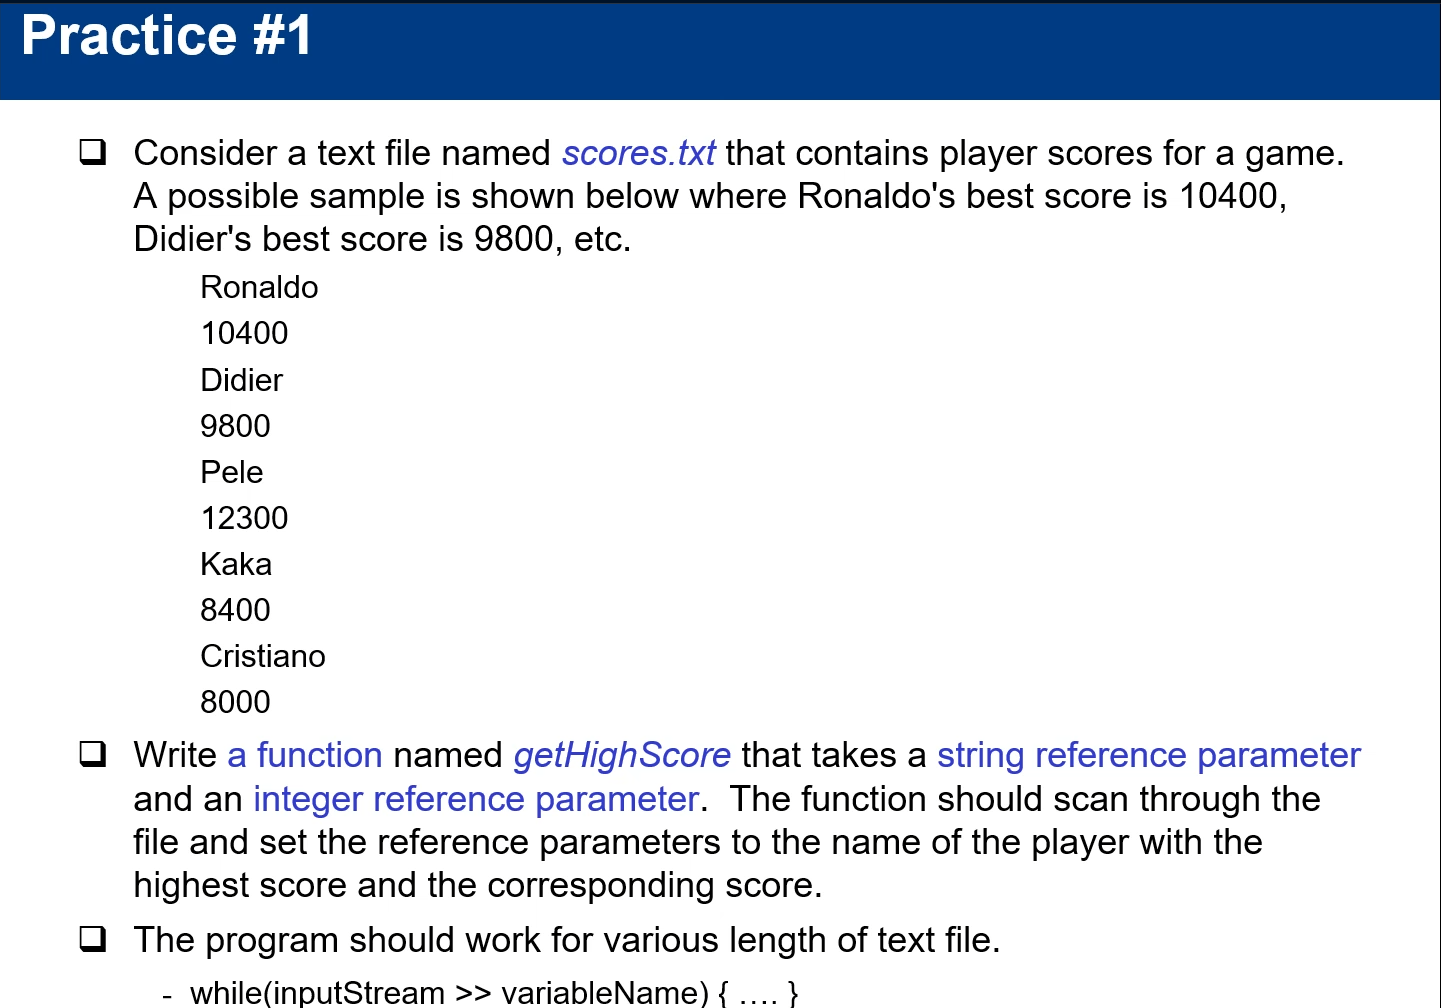 Practice #1
Consider a text file named scores.txt that contains player scores for a game.
A possible sample is shown below where Ronaldo's best score is 10400,
Didier's best score is 9800, etc.
Ronaldo
10400
Didier
9800
Pele
12300
Kaka
8400
Cristiano
8000
Write a function named getHighScore that takes a string reference parameter
and an integer reference parameter. The function should scan through the
file and set the reference parameters to the name of the player with the
highest score and the corresponding score.
The program should work for various length of text file.
- while(inputStream >> variableName) { .... }